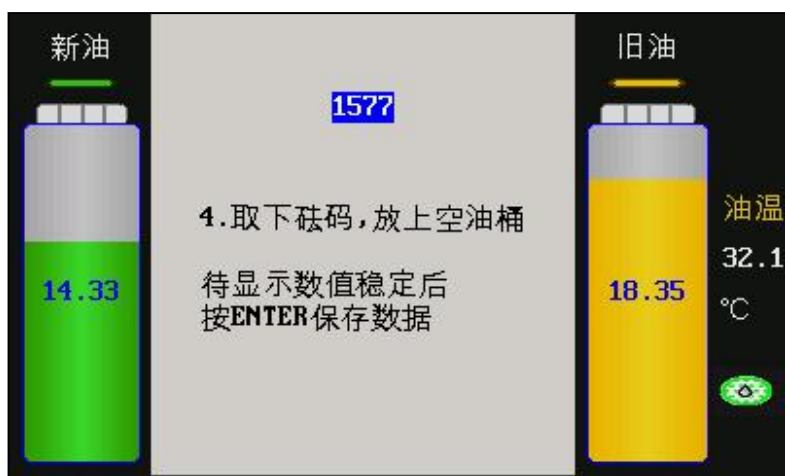 新油
旧油
1577
4.取下砝码,放上空油桶
油温
32.1
14.33
待显示数值稳定后
18.35
℃
按ENTER保存数据